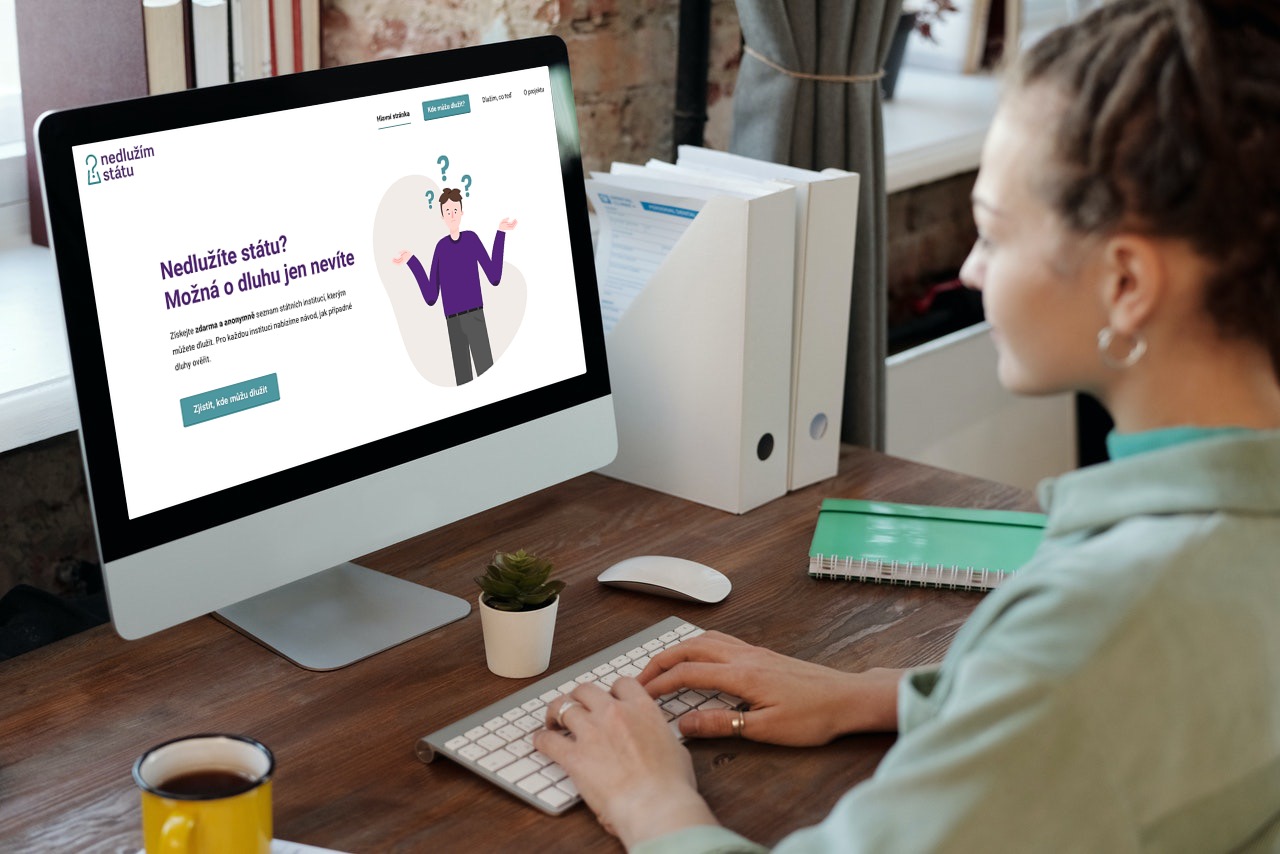 nedlužím
státu
Hlavní stránka
Kde můžu dlužit?
Dlužím, co teď
O projektu
Nedlužíte státu?
Možná o dluhu jen nevíte
Získejte zdarma a anonymně seznam státních institucí, kterým
můžete dlužit. Pro každou instituci nabízíme návod, jak případné
dluhy ověřit.
Zjistit, kde můžu dlužit